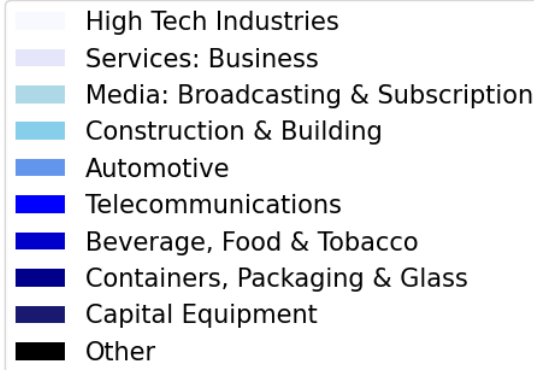 High Tech Industries
Services: Business
Media: Broadcasting & Subscription
Construction & Building
Automotive
Telecommunications
Beverage, Food & Tobacco
Containers, Packaging & Glass
Capital Equipment
Other